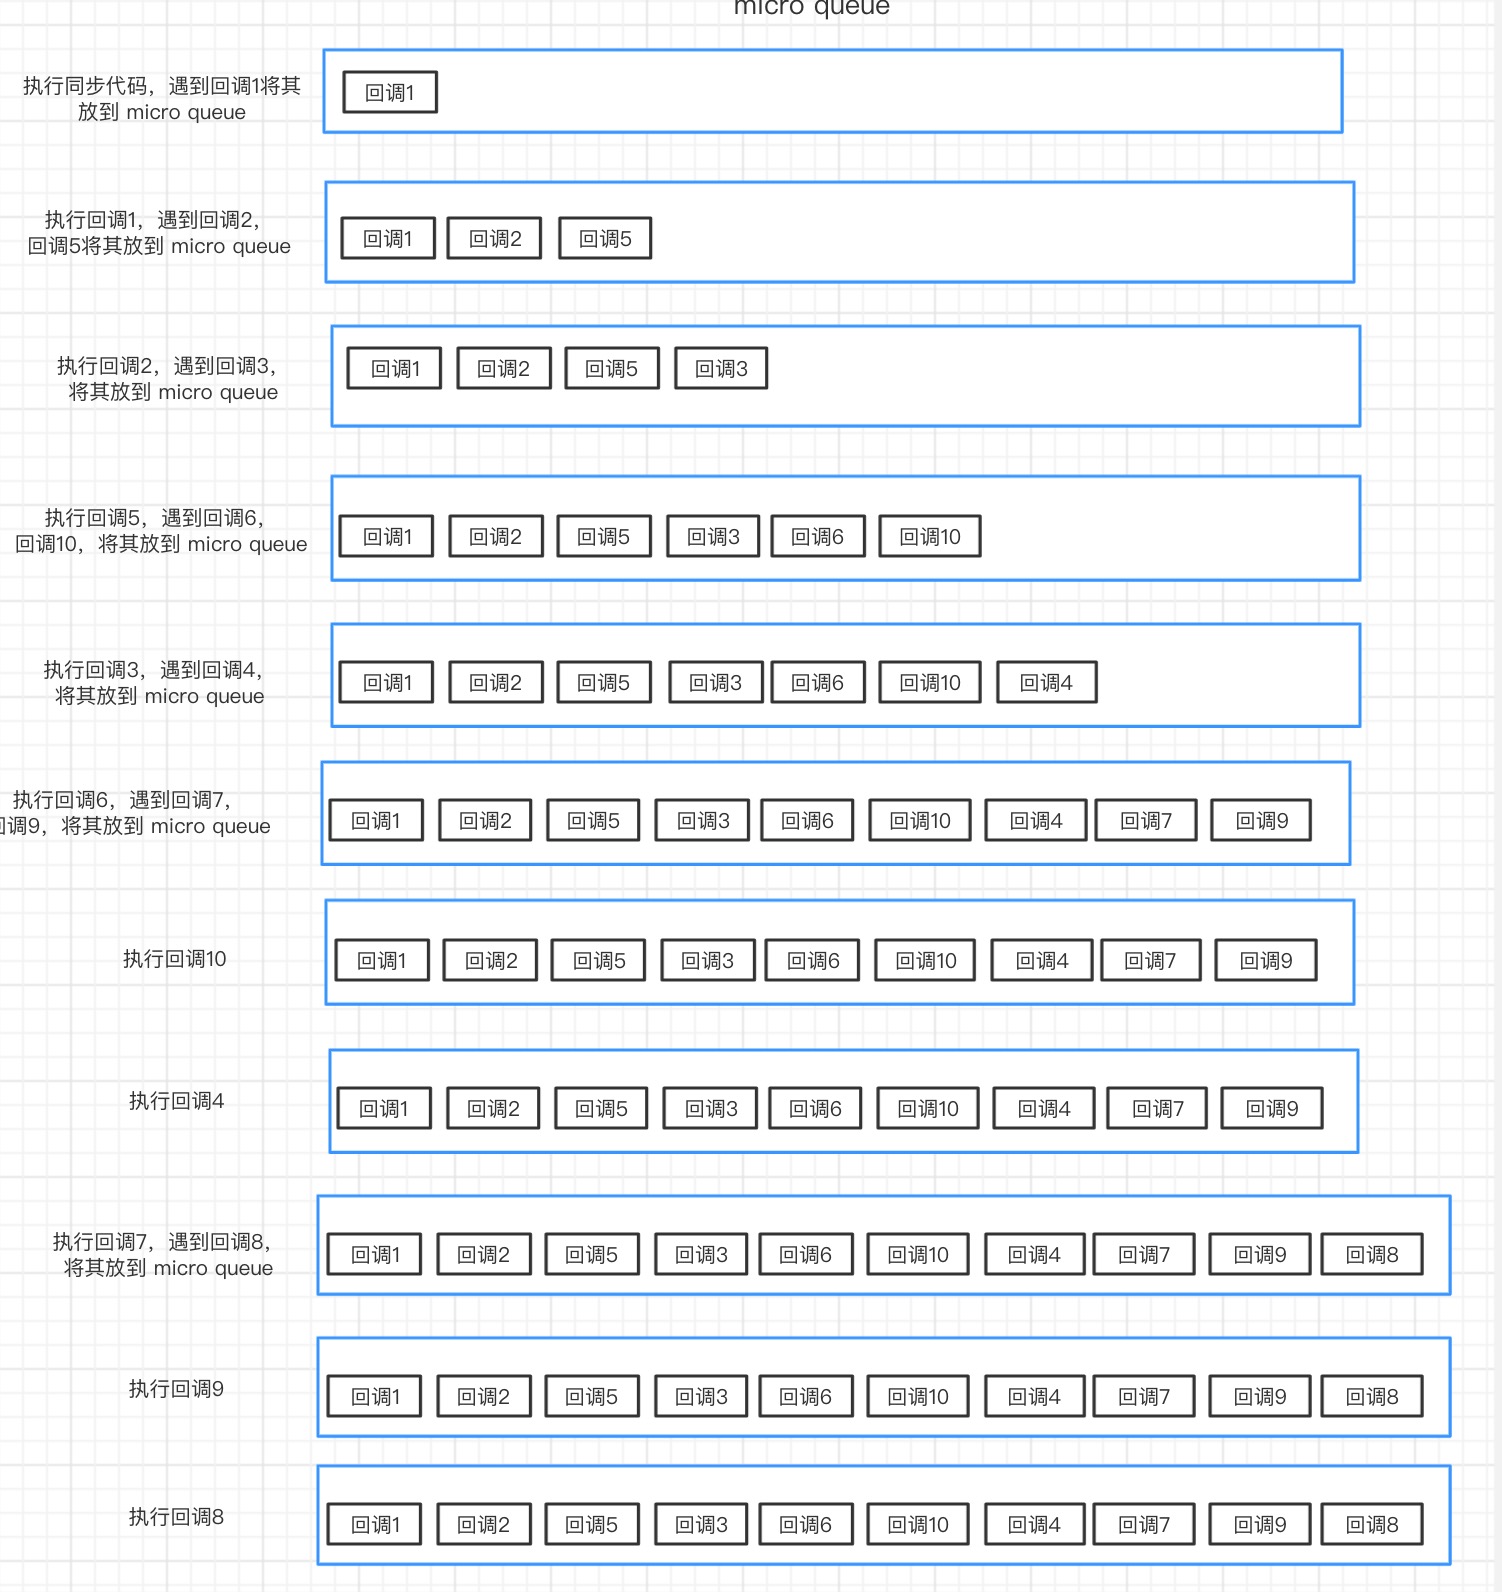 micro queue
执行同步代码，遇到回调1将其
放到 micro queue
回调1
执行回调1，遇到回调2，
回调5将其放到 micro queue
回调1 回调2 回调5
执行回调2，遇到回调3，
将其放到 micro queue
回调1 回调2 回调5 回调3
执行回调5，遇到回调6，
回调10，将其放到 micro queue
回调1 回调2 回调5 回调3 回调6 回调10
执行回调3，遇到回调4，
将其放到 micro queue
回调1 回调2 回调5 回调3 回调6 回调10 回调4
执行回调6，遇到回调7，
回调9，将其放到 micro queue
回调1 回调2 回调5 回调3 回调6 回调10 回调4 回调7 回调9
执行回调10
回调1 回调2 回调5 回调3 回调6 回调10 回调4 回调7 回调9
执行回调4
回调1 回调2 回调5 回调3 回调6 回调10 回调4 回调7 回调9
执行回调7，遇到回调8，
将其放到 micro queue
回调1 回调2 回调5 回调3 回调6 回调10 回调4 回调7 回调9 回调8
执行回调9
回调1 回调2 回调5 回调3 回调6 回调10 回调4 回调7 回调9 回调8
执行回调8
回调1 回调2 回调5 回调3 回调6 回调10 回调4 回调7 回调9 回调8